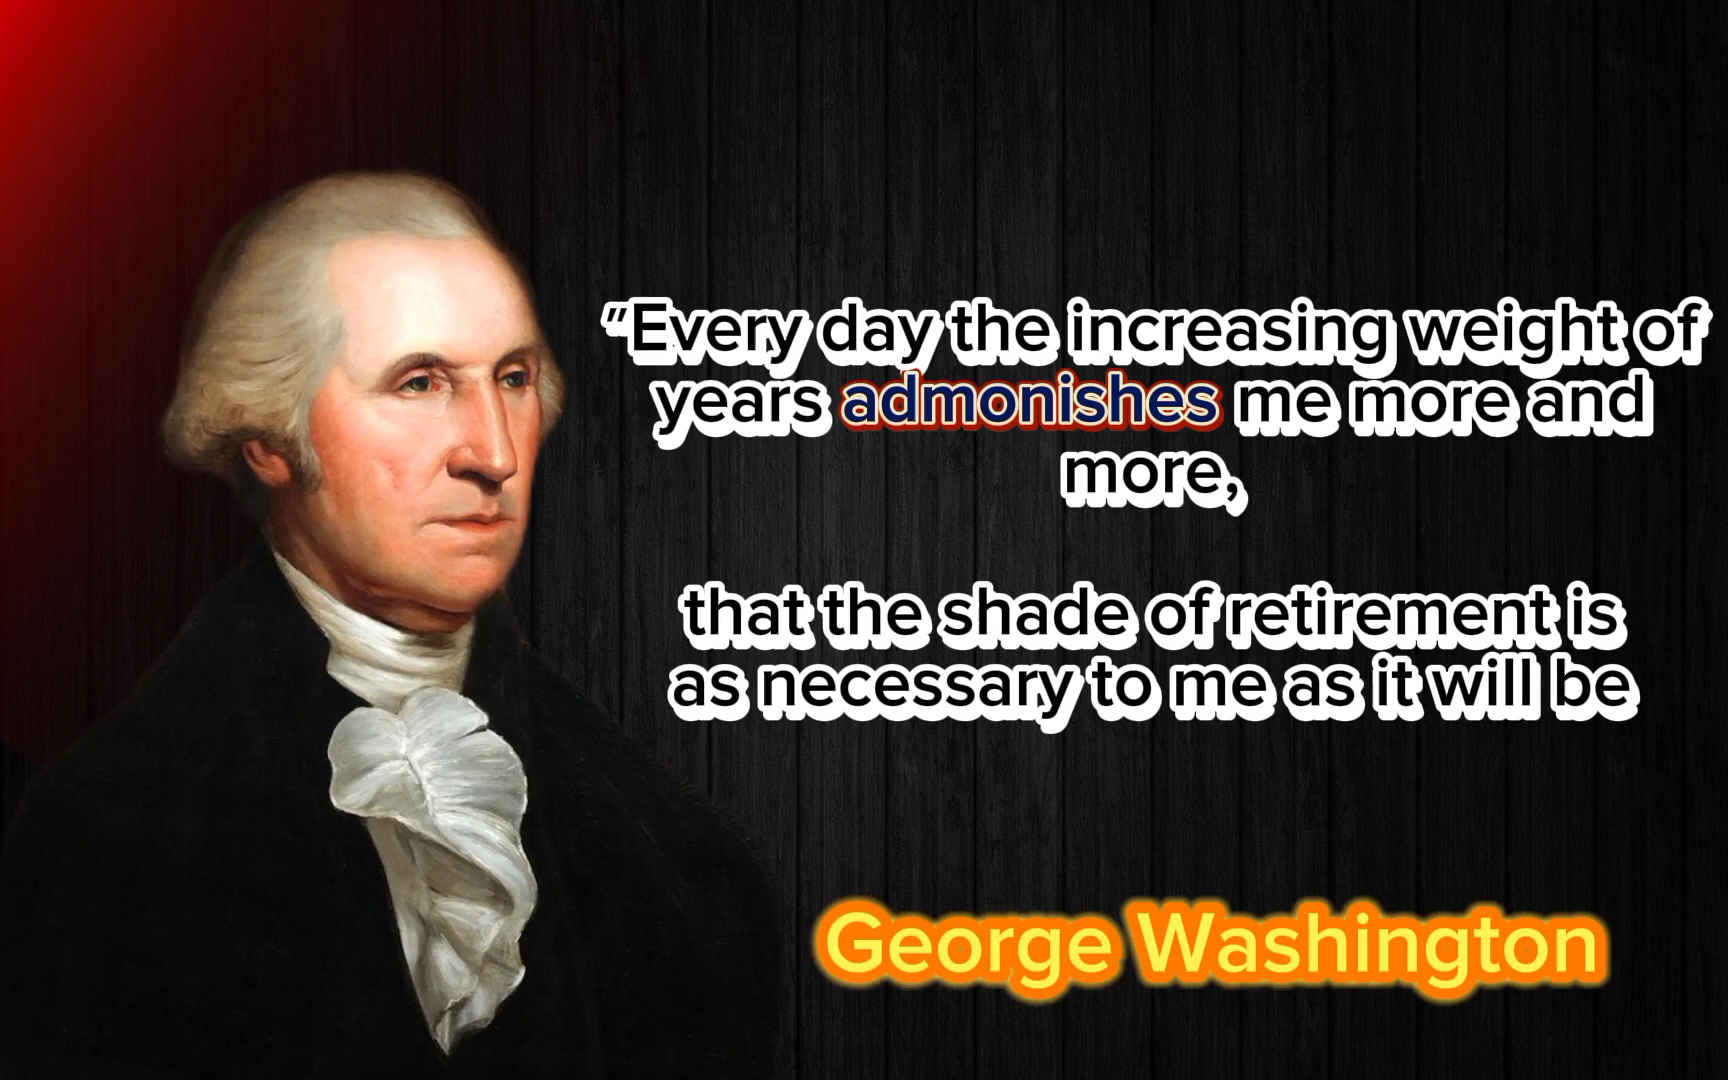 "Every day the increasing weight of
years admonishes me more and
more,
that the shade of retirement is
as necessary to me as it will be
George Washington